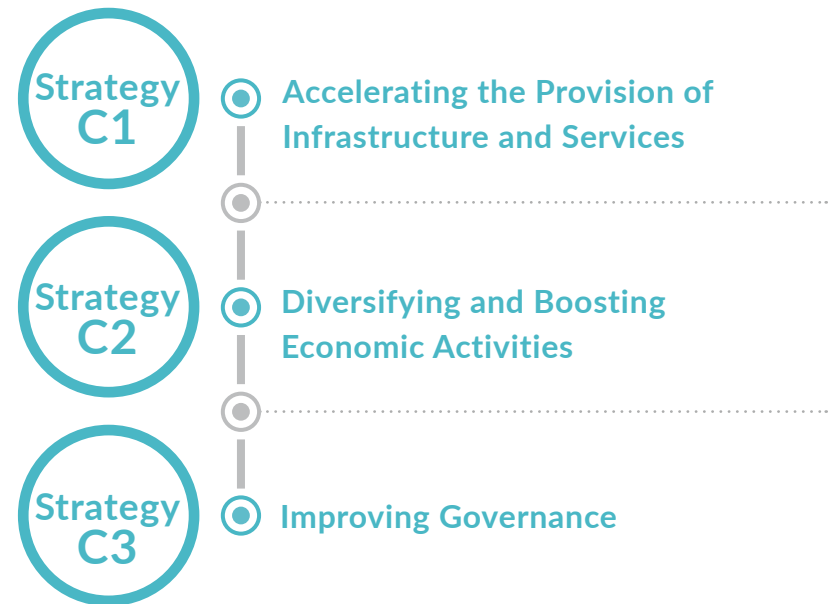 Strategy
C1
Accelerating the Provision of
Infrastructure and Services
Strategy
C2
Diversifying and Boosting
Economic Activities
Strategy
C3
Improving Governance